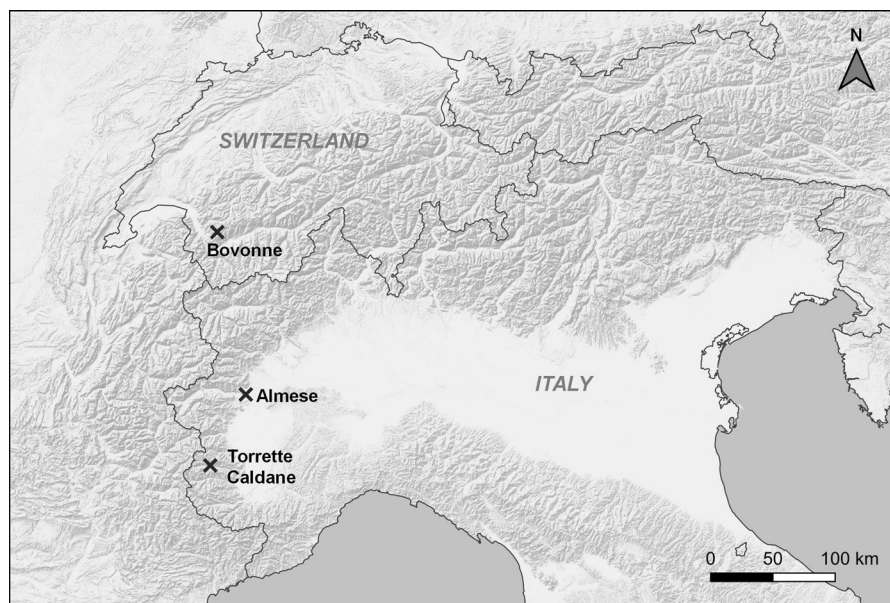 N
SWITZERLAND
Bovonne
ITALY
Almese
Torrette
Caldane
0 50 100 km